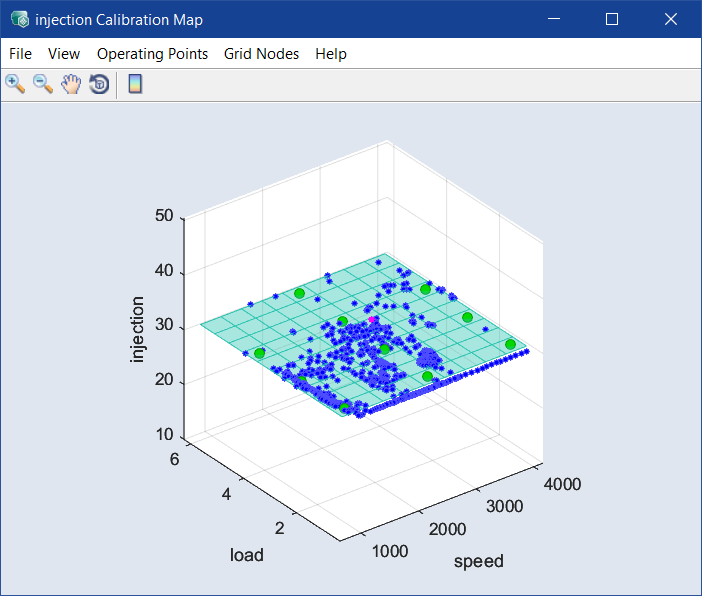 injection Calibration Map
File View Operating Points Grid Nodes Help
50
40
30
20
10
injection
6
4
2
load
1000
2000
3000
4000
speed